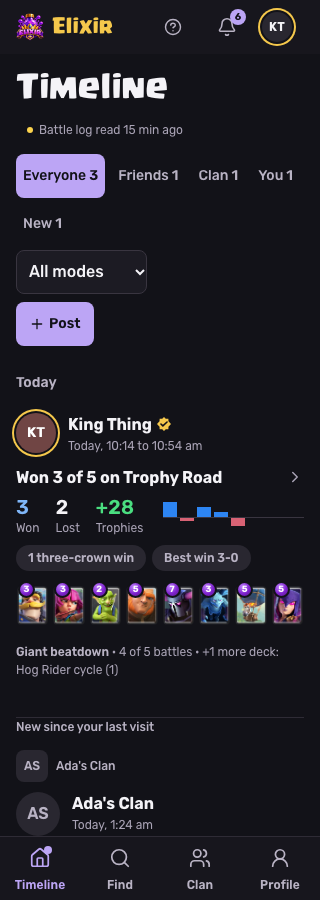 Elixir
6
KT
Timeline
Battle log read 15 min ago
Everyone 3
Friends 1
Clan 1
You 1
New 1
All modes
+ Post
Today
KT
King Thing
Today, 10:14 to 10:54 am
Won 3 of 5 on Trophy Road
3
2
+28
Won
Lost
Trophies
1 three-crown win
Best win 3-0
3 3 2 5 7 3 5 5
Giant beatdown • 4 of 5 battles • +1 more deck:
Hog Rider cycle (1)
New since your last visit
AS
Ada's Clan
AS
Ada's Clan
Today, 1:24 am
Timeline
Find
Clan
Profile